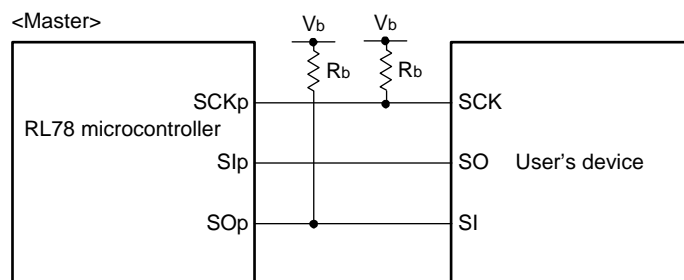 <Master>
Vb Vb
Rb Rb
SCKp SCK
RL78 microcontroller
SIp SO User's device
SOp SI